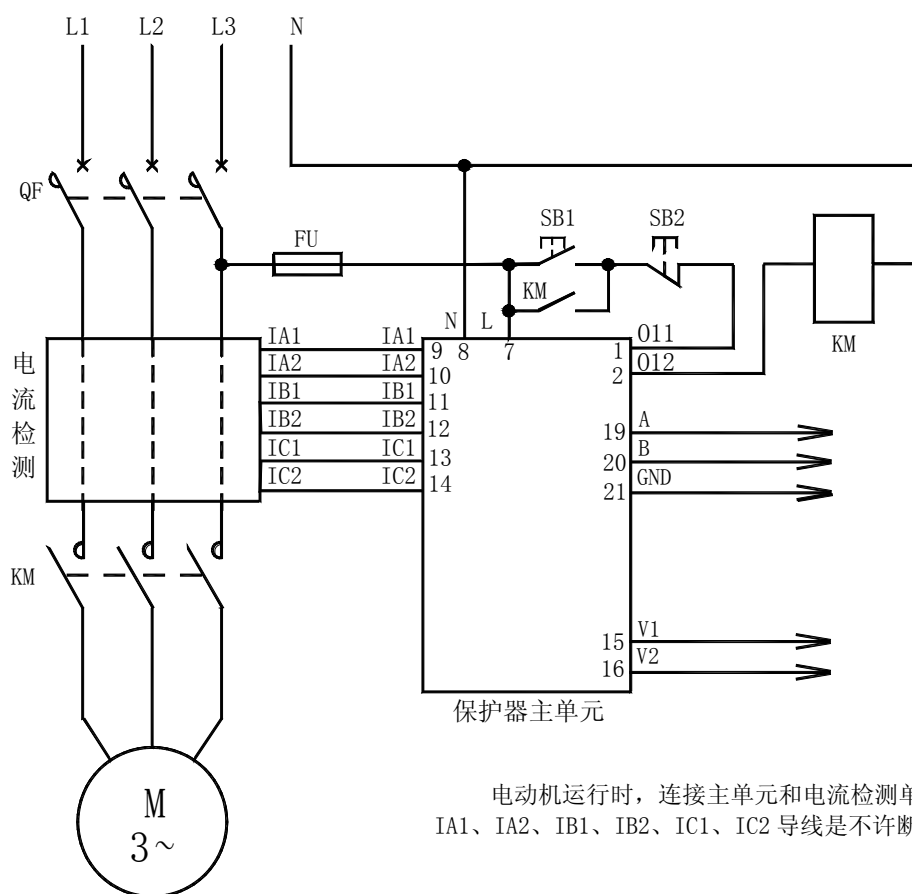 L1 L2 L3 N
QF
FU
SB1 SB2
KM
N L
KM
8 7
电流检测
IA1 IA1 9
IA2 IA2 10
IB1 IB1 11
IB2 IB2 12
IC1 IC1 13
IC2 IC2 14
1 O11
2 O12
19 A
20 B
21 GND
KM
15 V1
16 V2
保护器主单元
M
3~
电动机运行时，连接主单元和电流检测单
IA1、IA2、IB1、IB2、IC1、IC2 导线是不许断